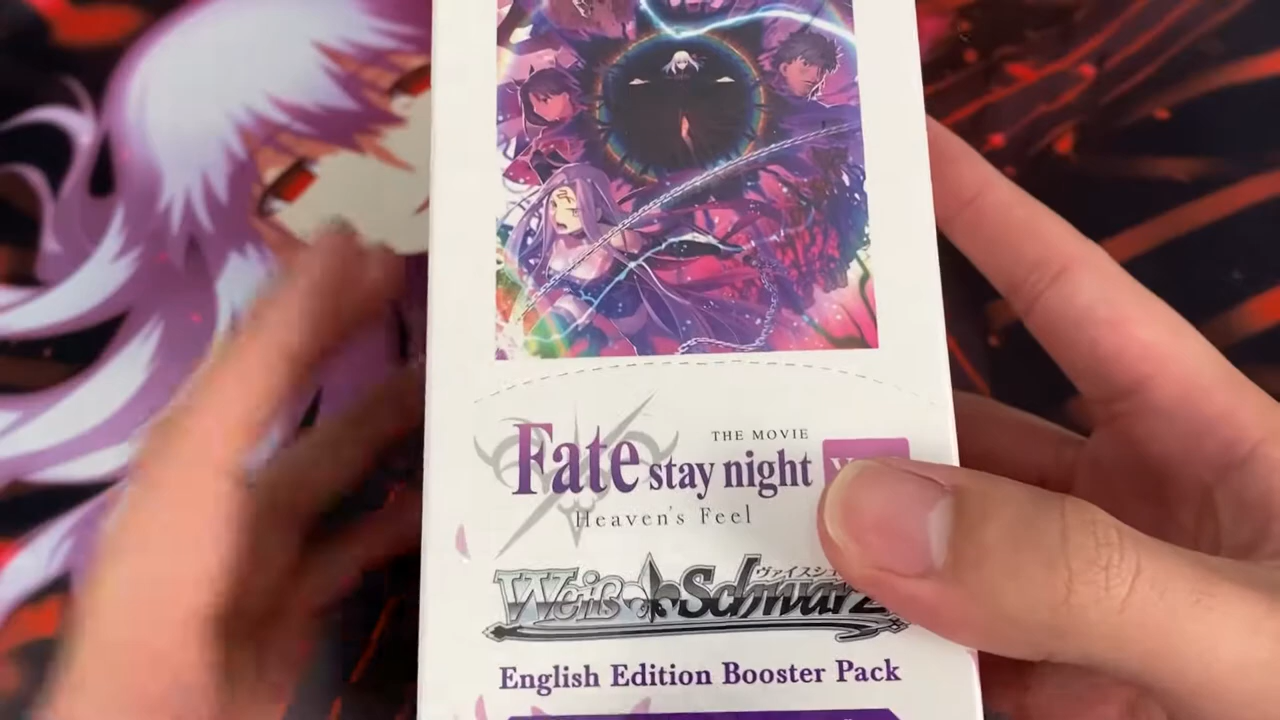 THE MOVIE
Fate stay night
Heaven's Feel
ヴァイスシュ
Weiß Schwarz
English Edition Booster Pack